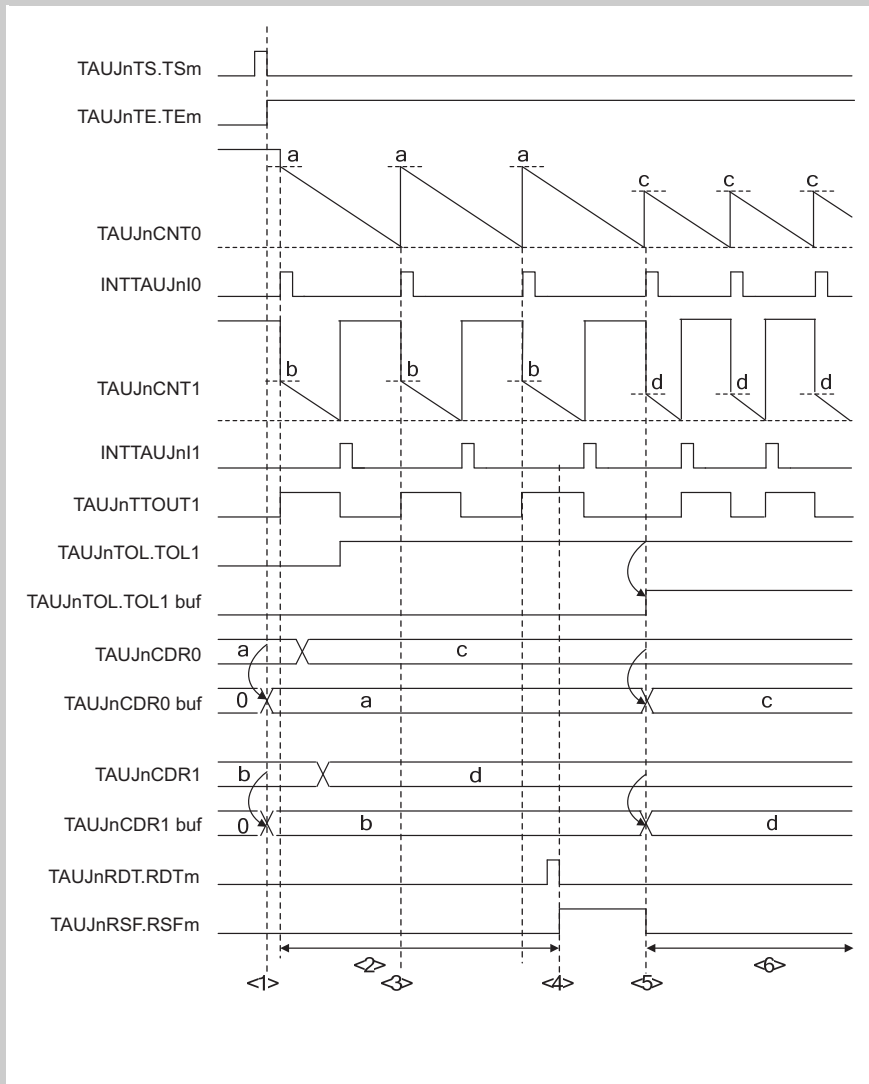 TAUJnTS.TSm
TAUJnTE.TEm
a a a c c c
TAUJnCNT0
INTTAUJnI0
b b b d d d
TAUJnCNT1
INTTAUJnI1
TAUJnTTOUT1
TAUJnTOL.TOL1
TAUJnTOL.TOL1 buf
TAUJnCDR0 a c
TAUJnCDR0 buf 0 a c
TAUJnCDR1 b d
TAUJnCDR1 buf 0 b d
TAUJnRDT.RDTm
TAUJnRSF.RSFm
<2> <6>
<1> <3> <4> <5>